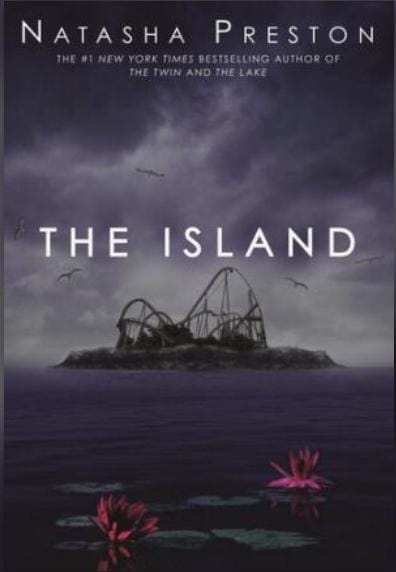 NATASHA PRESTON
THE #1 NEW YORK TIMES BESTSELLING AUTHOR OF
THE TWIN AND THE LAKE
THE ISLAND